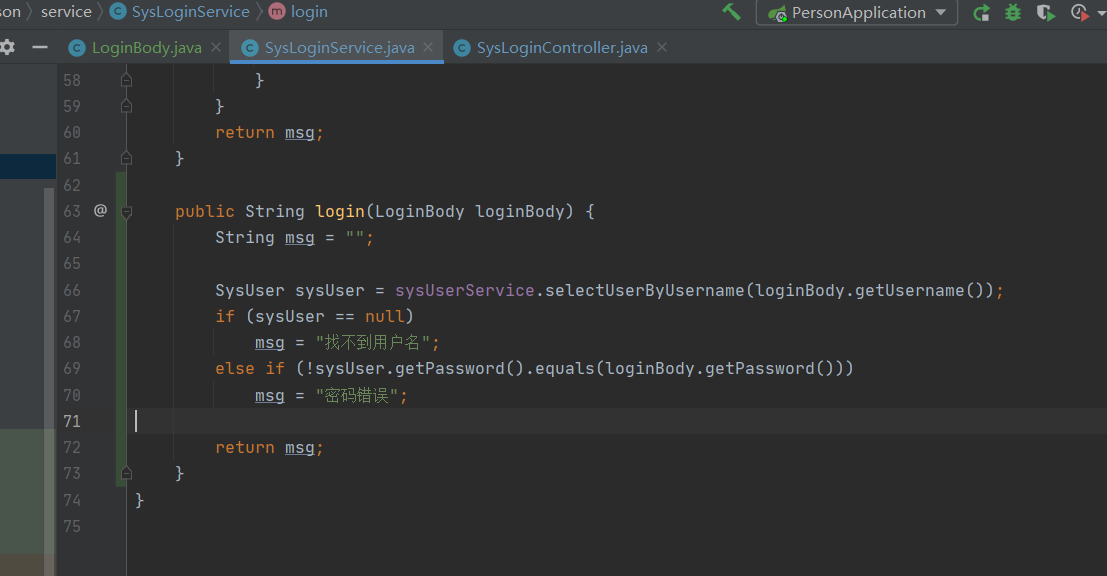 son service SysLoginService login PersonApplication
LoginBody.java SysLoginService.java SysLoginController.java
58 }
59 }
60 return msg;
61 }
62
63 @ public String login(LoginBody loginBody) {
64 String msg = "";
65
66 SysUser sysUser = sysUserService.selectUserByUsername(loginBody.getUsername());
67 if (sysUser == null)
68 msg = "找不到用户名";
69 else if (!sysUser.getPassword().equals(loginBody.getPassword()))
70 msg = "密码错误";
71
72 return msg;
73 }
74 }
75